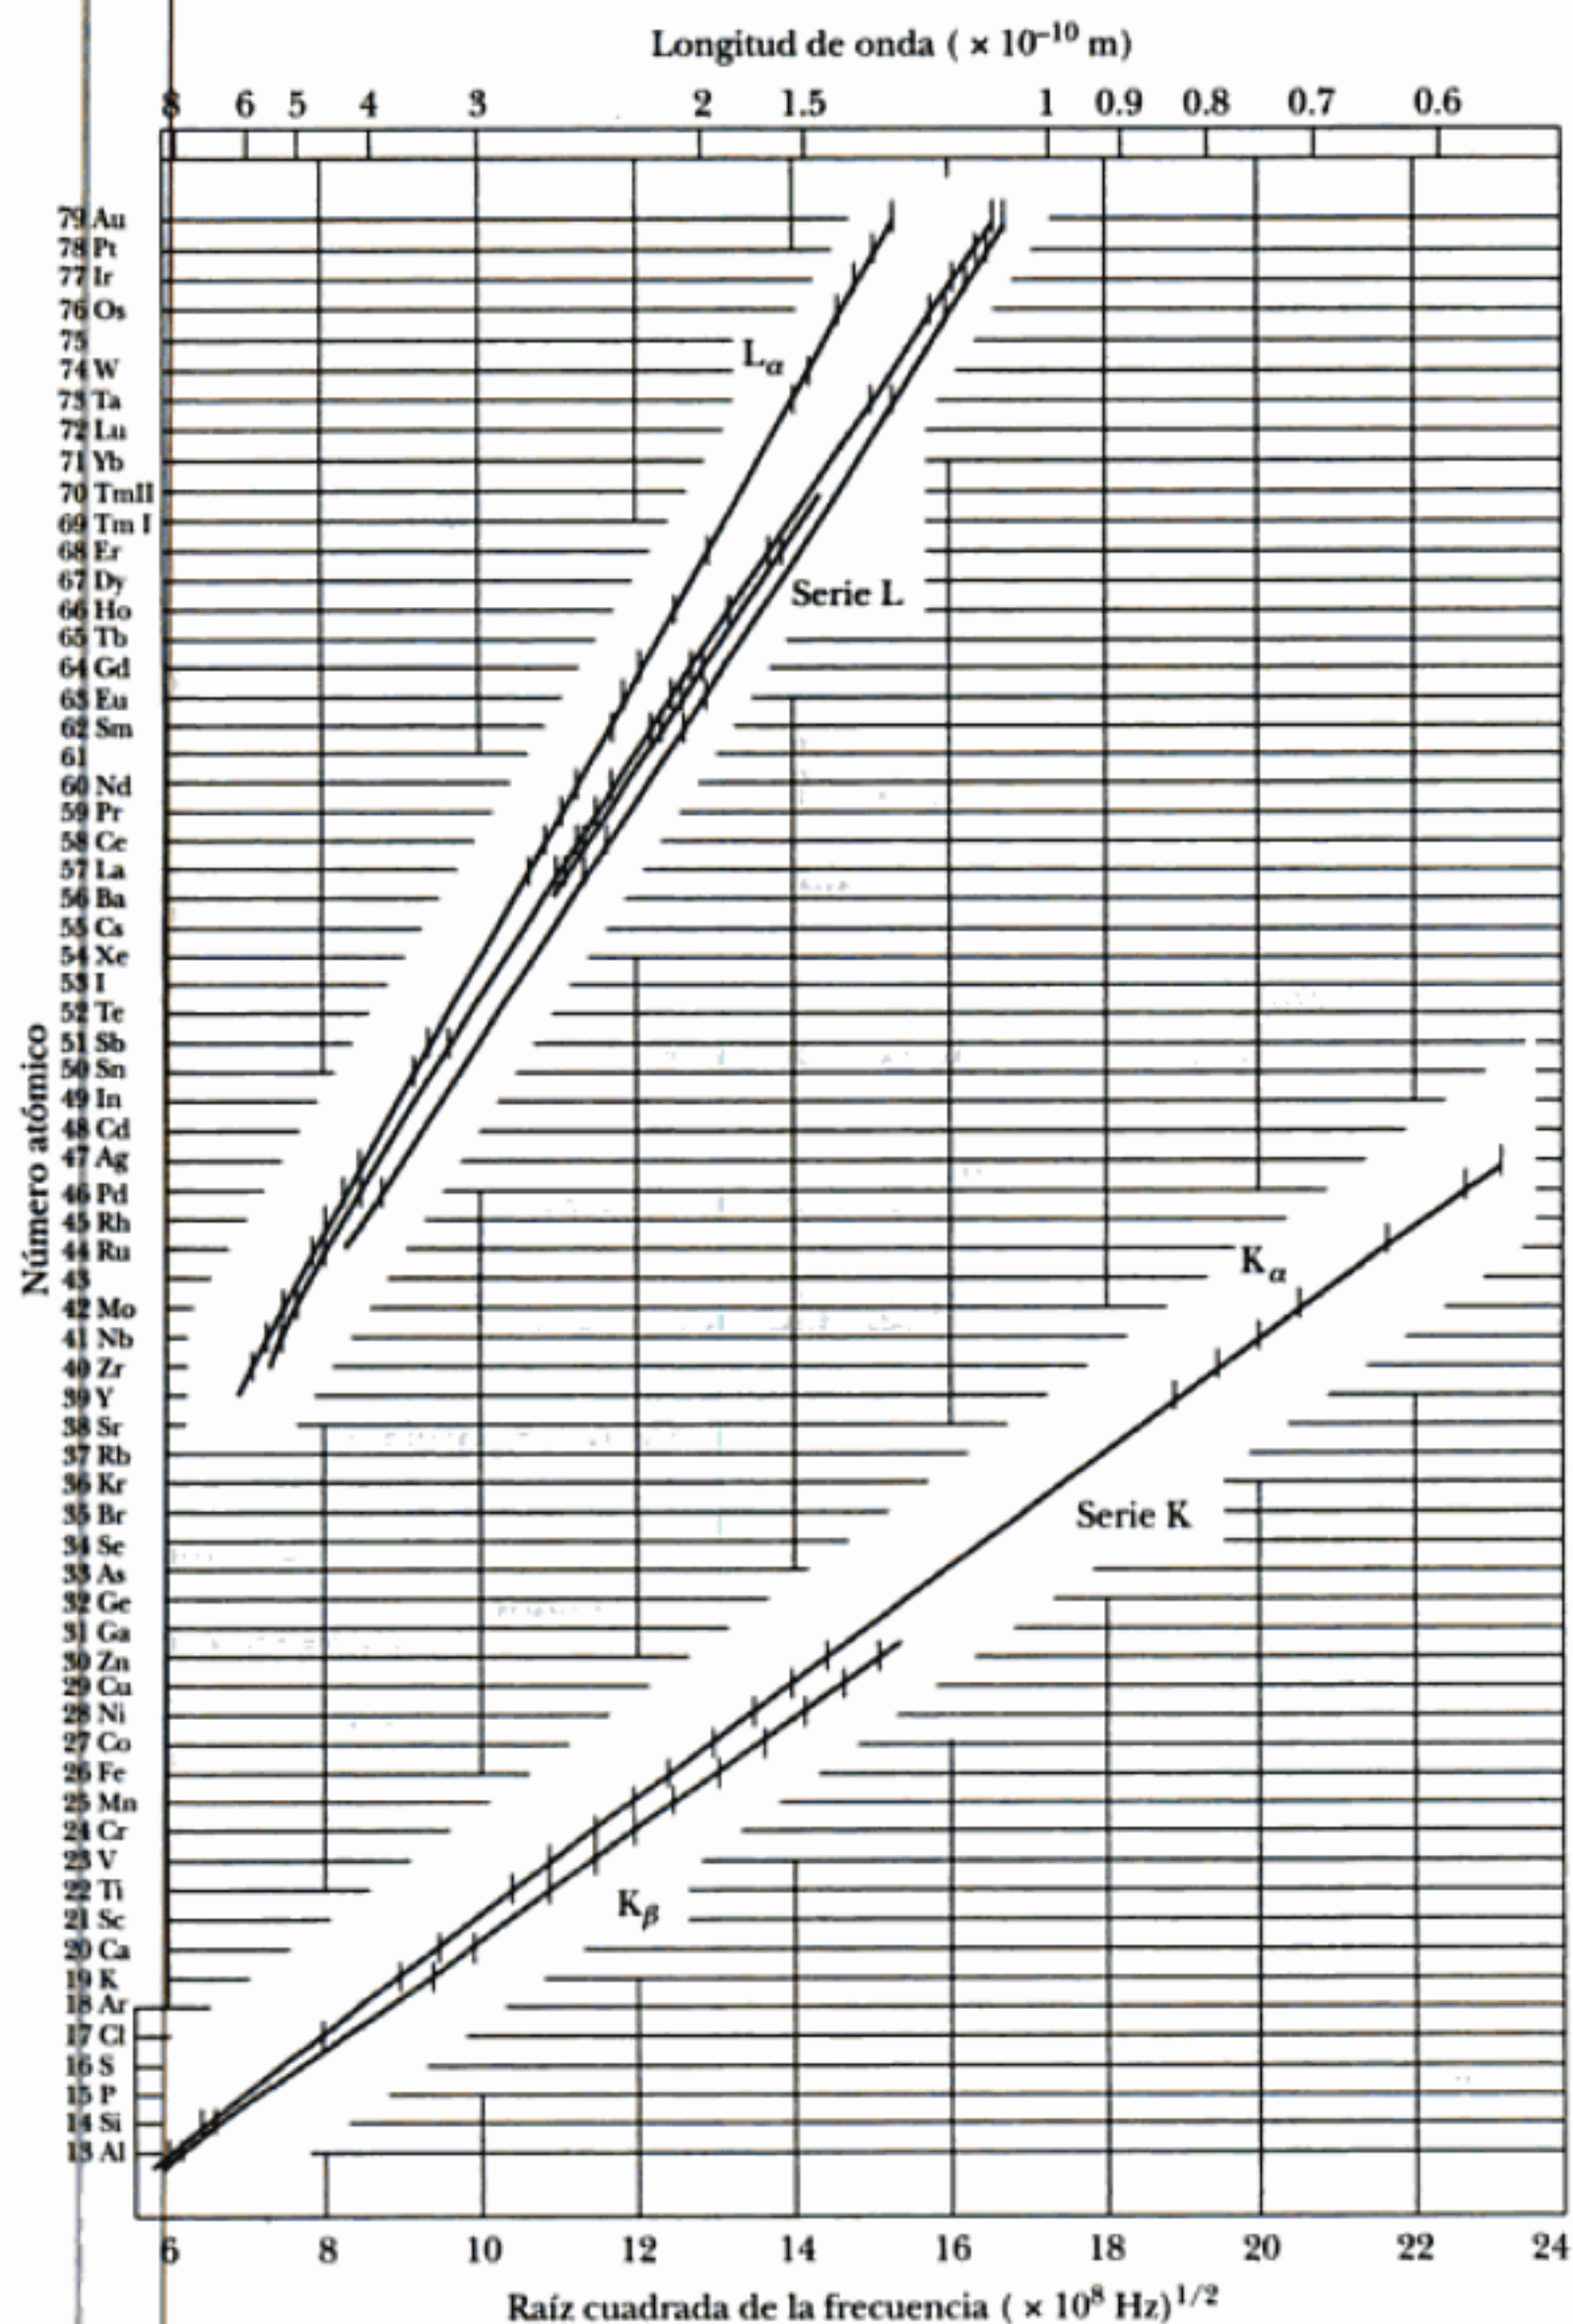 Longitud de onda ( × 10⁻¹⁰ m)
8 6 5 4 3 2 1.5 1 0.9 0.8 0.7 0.6
79 Au
78 Pt
77 Ir
76 Os
75
74 W
73 Ta
72 Lu
71 Yb
70 TmII
69 Tm I
68 Er
67 Dy
66 Ho
65 Tb
64 Gd
63 Eu
62 Sm
61
60 Nd
59 Pr
58 Ce
57 La
56 Ba
55 Cs
54 Xe
53 I
52 Te
51 Sb
50 Sn
49 In
48 Cd
47 Ag
46 Pd
45 Rh
44 Ru
43
42 Mo
41 Nb
40 Zr
39 Y
38 Sr
37 Rb
36 Kr
35 Br
34 Se
33 As
32 Ge
31 Ga
30 Zn
29 Cu
28 Ni
27 Co
26 Fe
25 Mn
24 Cr
23 V
22 Ti
21 Sc
20 Ca
19 K
18 Ar
17 Cl
16 S
15 P
14 Si
13 Al
Número atómico
Lα
Serie L
Kα
Serie K
Kβ
6 8 10 12 14 16 18 20 22 24
Raíz cuadrada de la frecuencia ( × 10⁸ Hz)¹/²